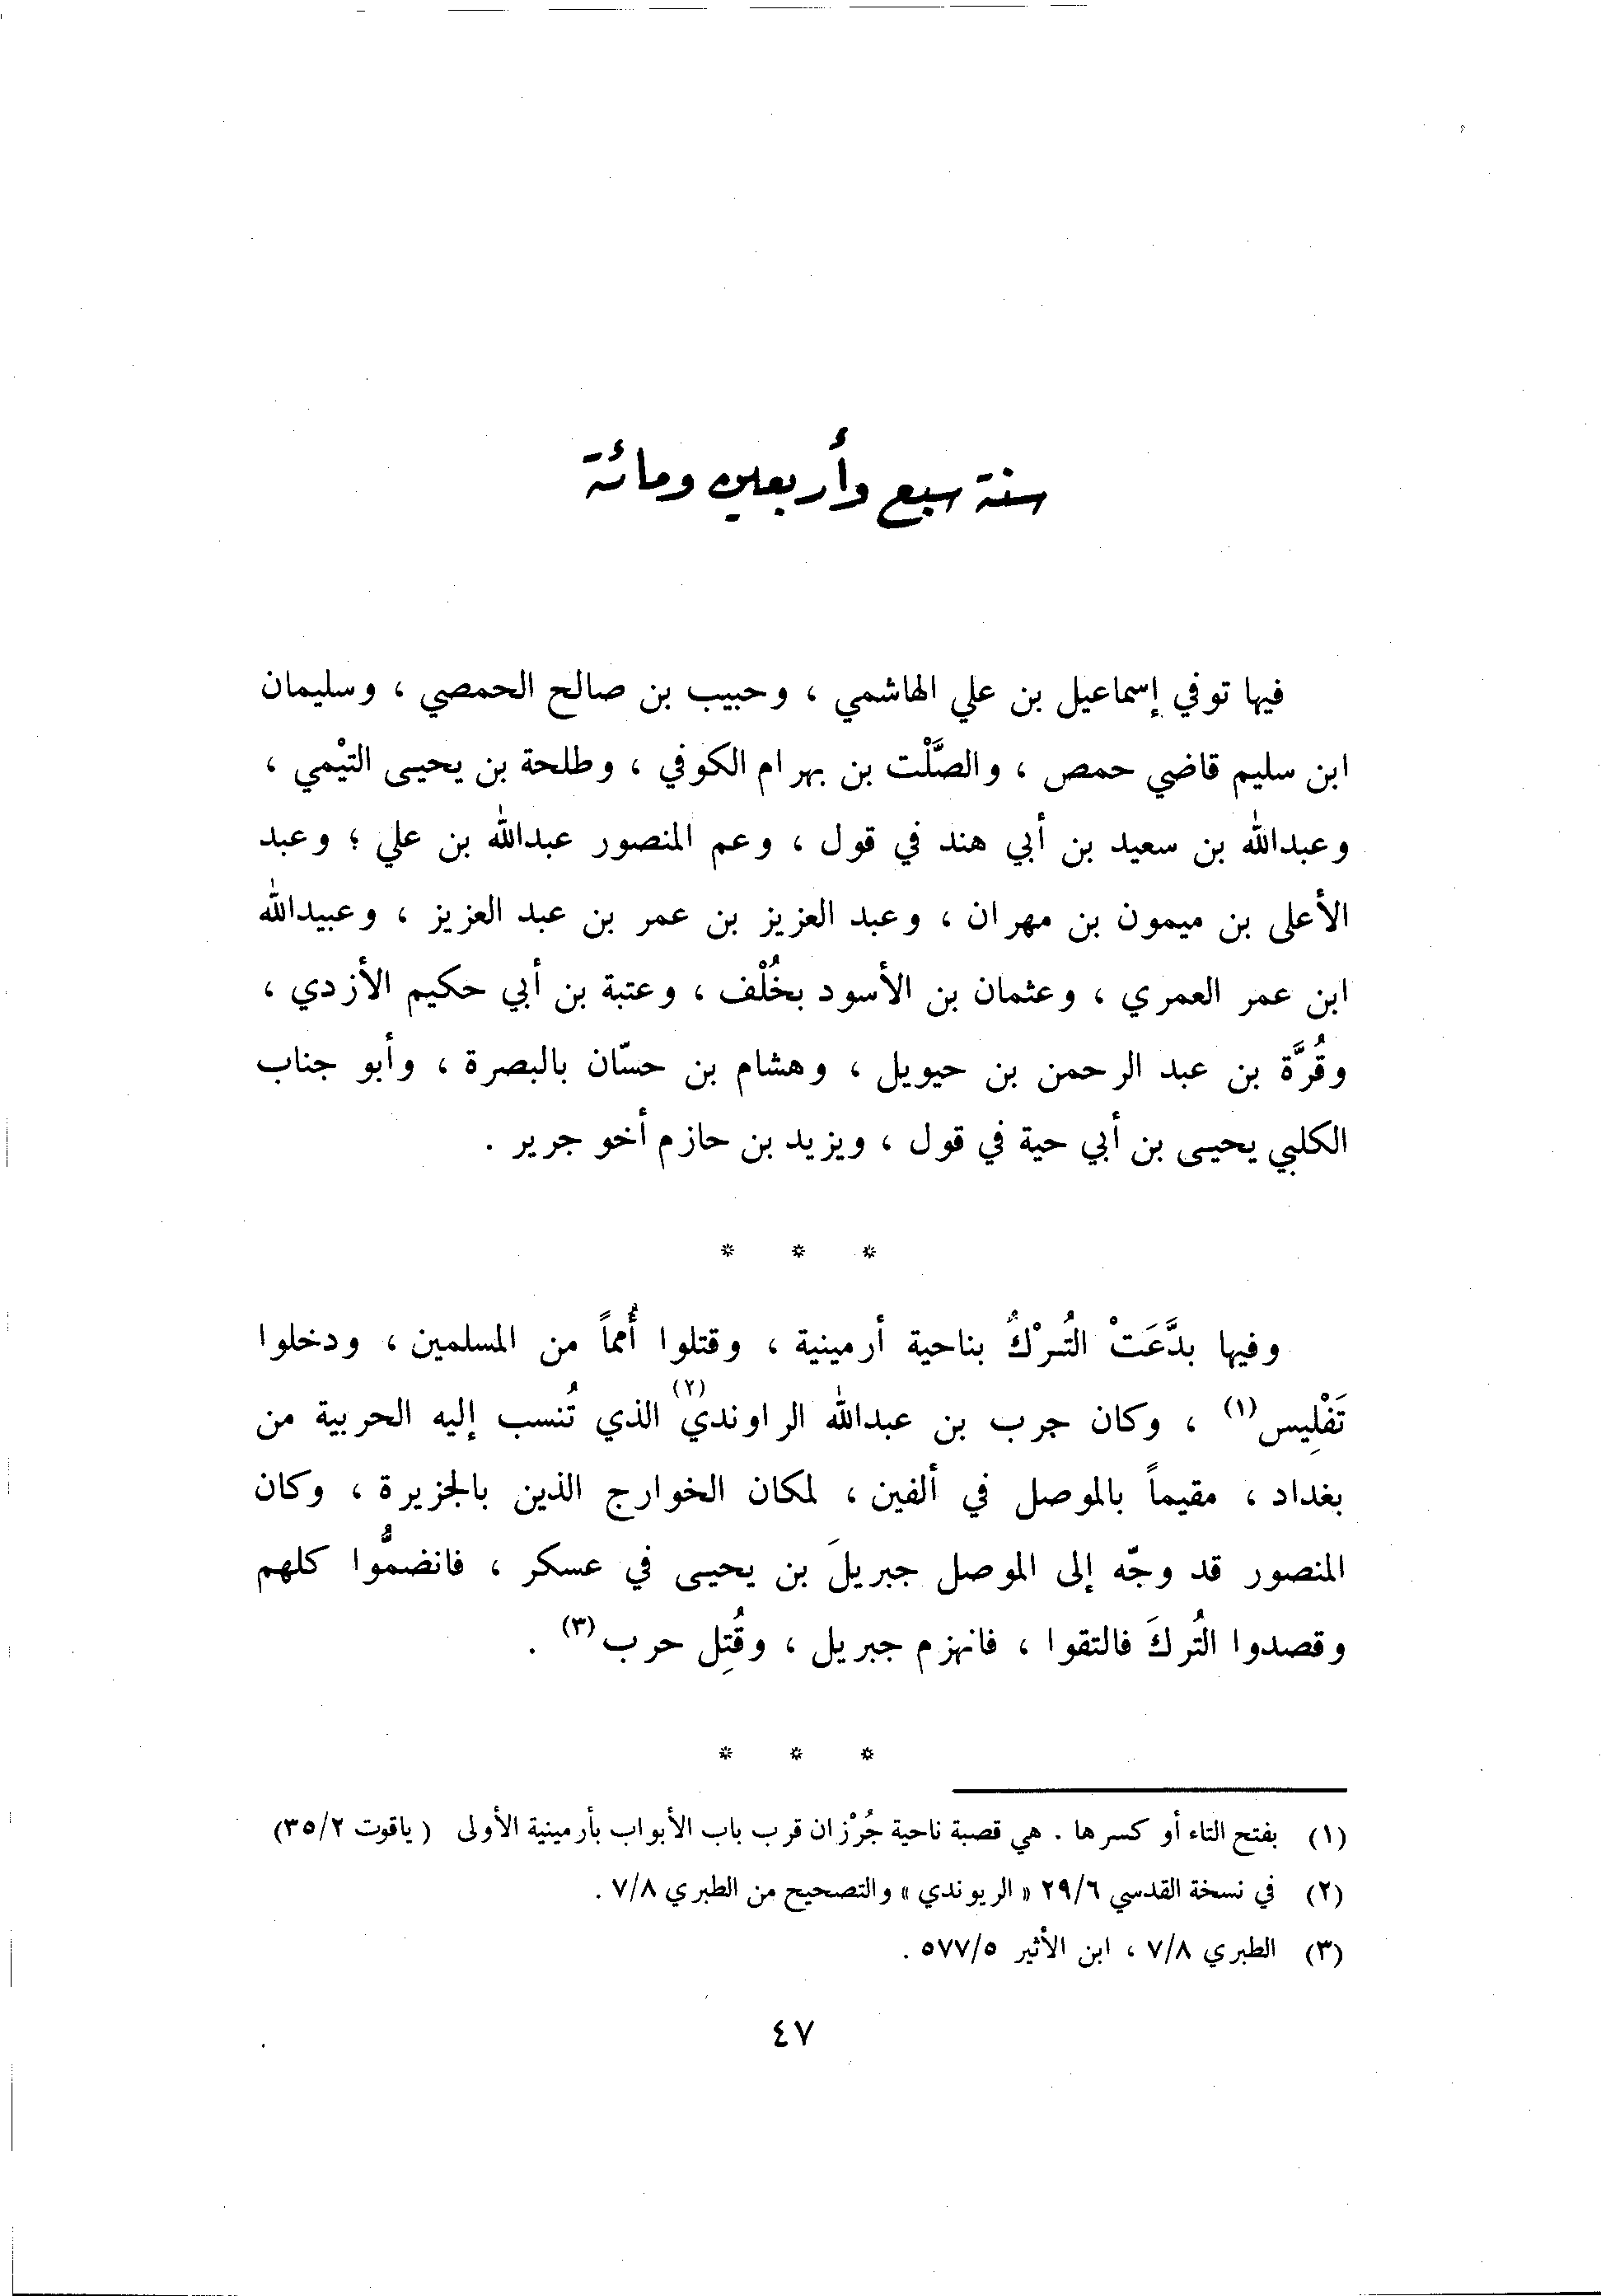 سنة سبع وأربعين ومائة
فيها توفي إسماعيل بن علي الهاشمي ، وحبيب بن صالح الحمصي ، وسليمان
ابن سليم قاضي حمص ، والصَّلْت بن بهرام الكوفي ، وطلحة بن يحيى التيْمي ،
وعبدالله بن سعيد بن أبي هند في قول ، وعم المنصور عبدالله بن علي ؛ وعبد
الأعلى بن ميمون بن مهران ، وعبد العزيز بن عمر بن عبد العزيز ، وعبيدالله
ابن عمر العمري ، وعثمان بن الأسود بخُلْف ، وعتبة بن أبي حكيم الأزدي ،
وقُرَّة بن عبد الرحمن بن حيويل ، وهشام بن حسّان بالبصرة ، وأبو جناب
الكلبي يحيى بن أبي حية في قول ، ويزيد بن حازم أخو جرير .
* * *
وفيها بدَّعَتْ التُرْكُ بناحية أرمينية ، وقتلوا أُمماً من المسلمين ، ودخلوا
تَفْلِيس(١) ، وكان جرب بن عبدالله الراوندي(٢) الذي تُنسب إليه الحربية من
بغداد ، مقيماً بالموصل في ألفين ، لمكان الخوارج الذين بالجزيرة ، وكان
المنصور قد وجّه إلى الموصل جبريلَ بن يحيى في عسكر ، فانضمُّوا كلهم
وقصدوا التُركَ فالتقوا ، فانهزم جبريل ، وقُتِل حرب(٣) .
* * *
(١) بفتح التاء أو كسرها . هي قصبة ناحية جُرْزان قرب باب الأبواب بأرمينية الأولى ( ياقوت ٣٥/٢)
(٢) في نسخة القدسي ٢٩/٦ « الريوندي » والتصحيح من الطبري ٧/٨ .
(٣) الطبري ٧/٨ ، ابن الأثير ٥٧٧/٥ .
٤٧